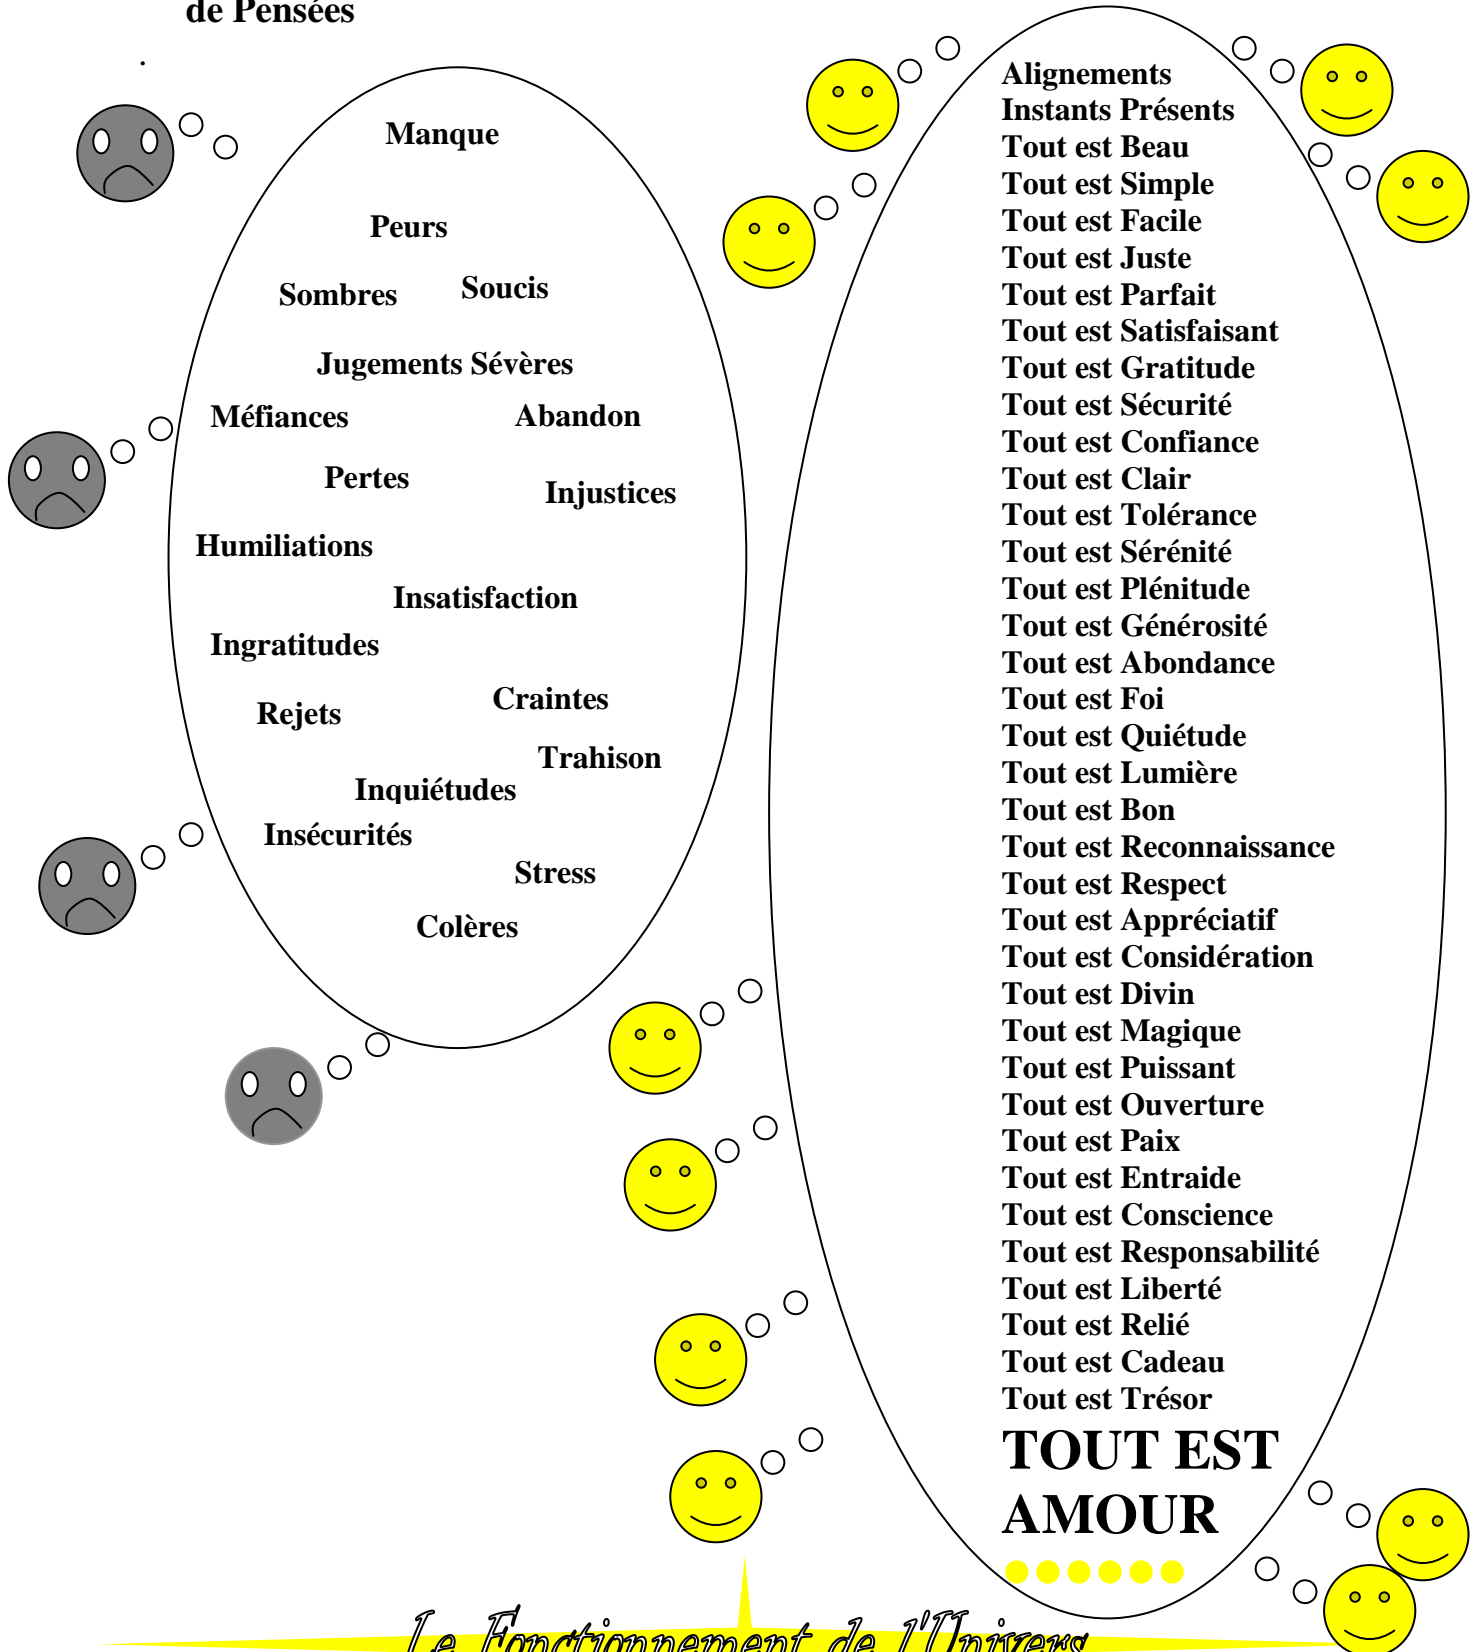 de Pensées
.
Manque
Peurs
Sombres Soucis
Jugements Sévères
Méfiances Abandon
Pertes Injustices
Humiliations
Insatisfaction
Ingratitudes
Rejets Craintes
Trahison
Inquiétudes
Insécurités
Stress
Colères
Alignements
Instants Présents
Tout est Beau
Tout est Simple
Tout est Facile
Tout est Juste
Tout est Parfait
Tout est Satisfaisant
Tout est Gratitude
Tout est Sécurité
Tout est Confiance
Tout est Clair
Tout est Tolérance
Tout est Sérénité
Tout est Plénitude
Tout est Générosité
Tout est Abondance
Tout est Foi
Tout est Quiétude
Tout est Lumière
Tout est Bon
Tout est Reconnaissance
Tout est Respect
Tout est Appréciatif
Tout est Considération
Tout est Divin
Tout est Magique
Tout est Puissant
Tout est Ouverture
Tout est Paix
Tout est Entraide
Tout est Conscience
Tout est Responsabilité
Tout est Liberté
Tout est Relié
Tout est Cadeau
Tout est Trésor
TOUT EST
AMOUR
Le Fonctionnement de l'Univers